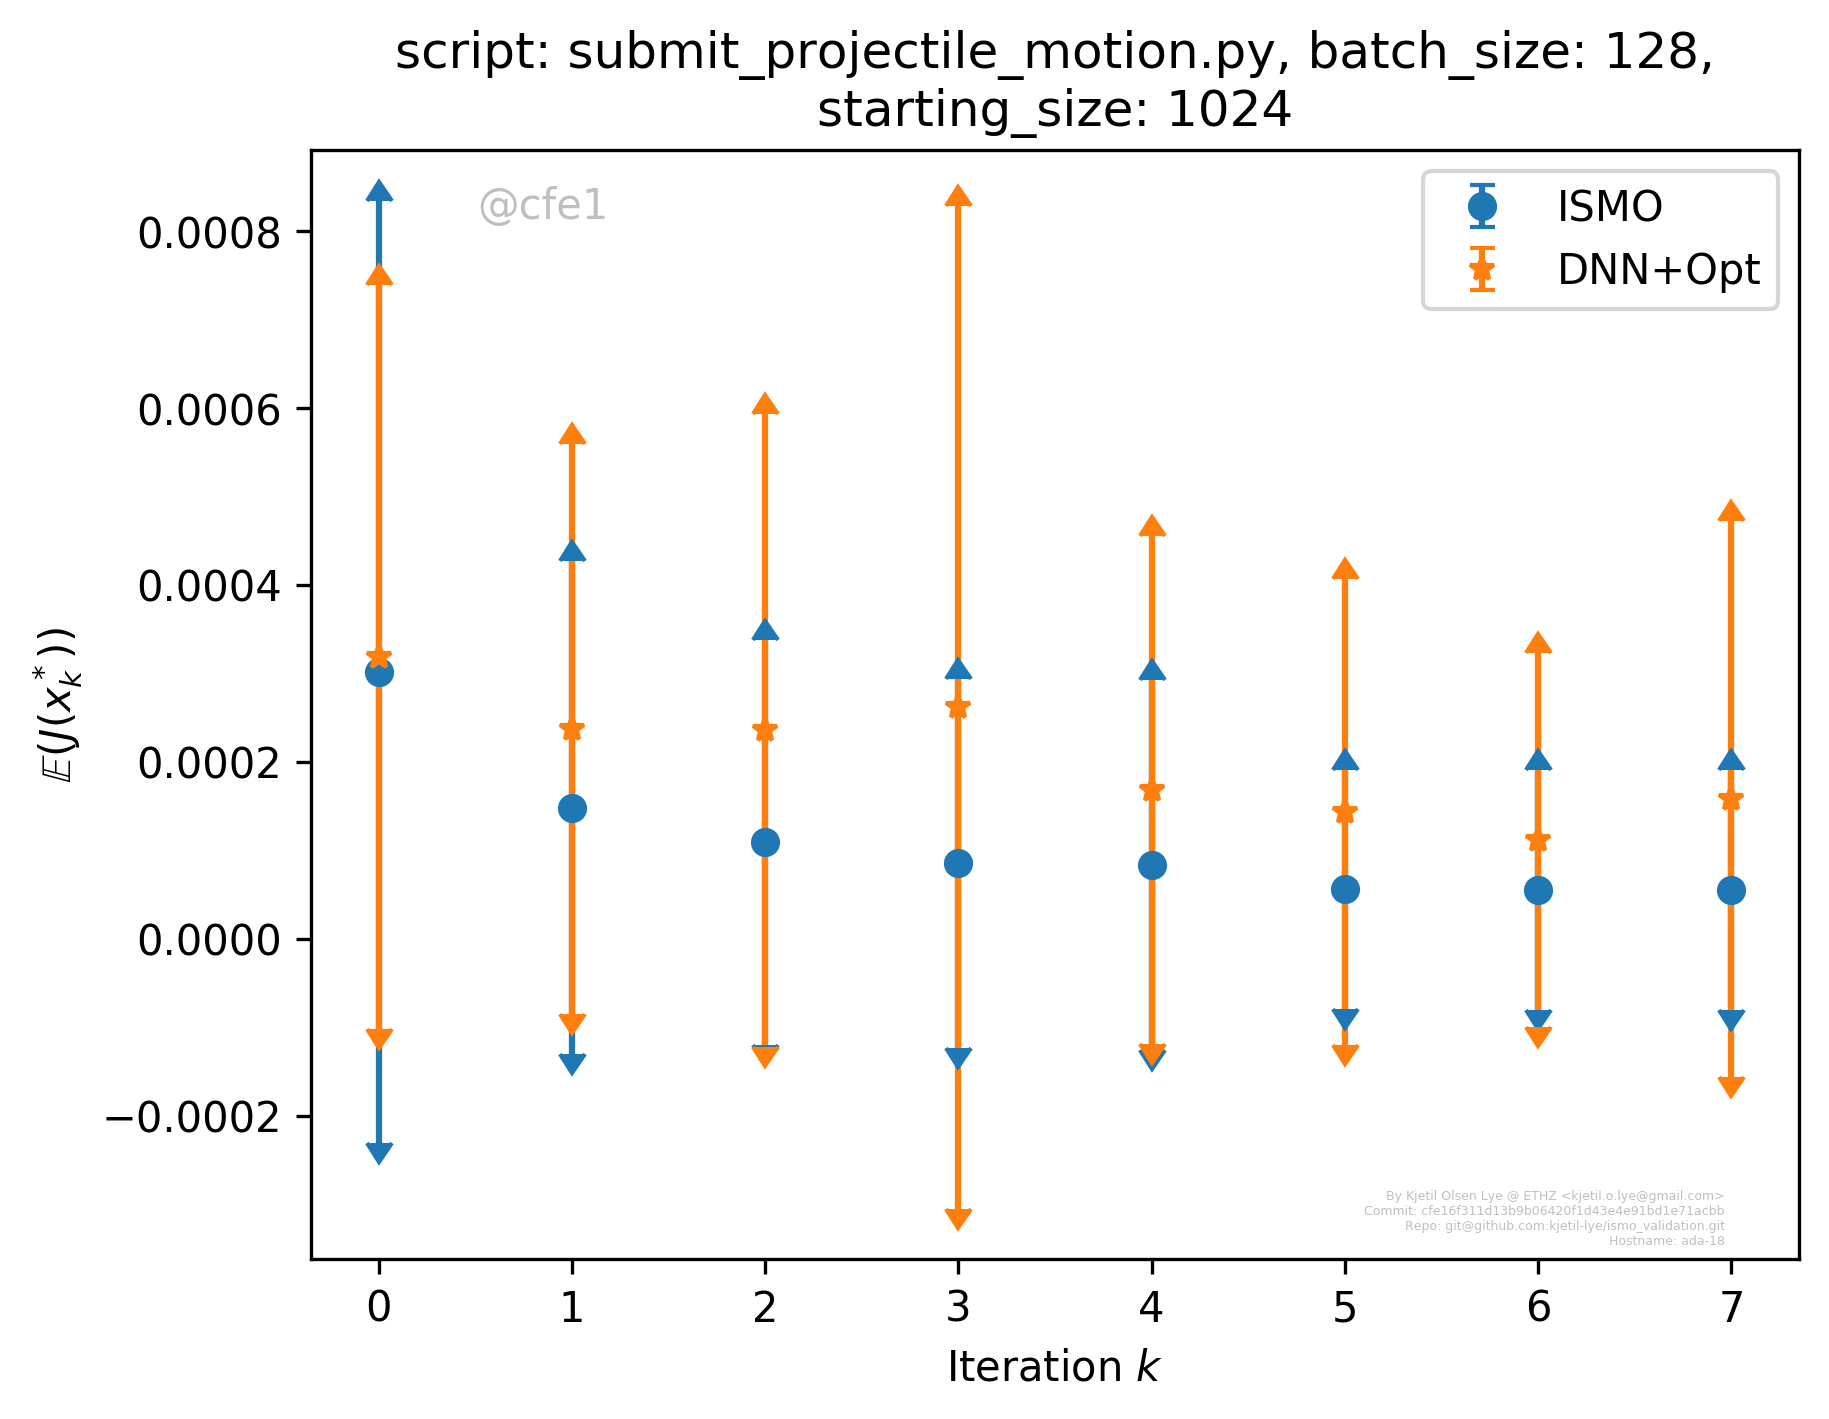 script: submit_projectile_motion.py, batch_size: 128,
starting_size: 1024
@cfe1
ISMO
DNN+Opt
0.0008
0.0006
0.0004
0.0002
0.0000
−0.0002
𝔼(J(x*k))
By Kjetil Olsen Lye @ ETHZ <kjetil.o.lye@gmail.com>
Commit: cfe16f311d13b9b06420f1d43e4e91bd1e71acbb
Repo: git@github.com:kjetil-lye/ismo_validation.git
Hostname: ada-18
0 1 2 3 4 5 6 7
Iteration k